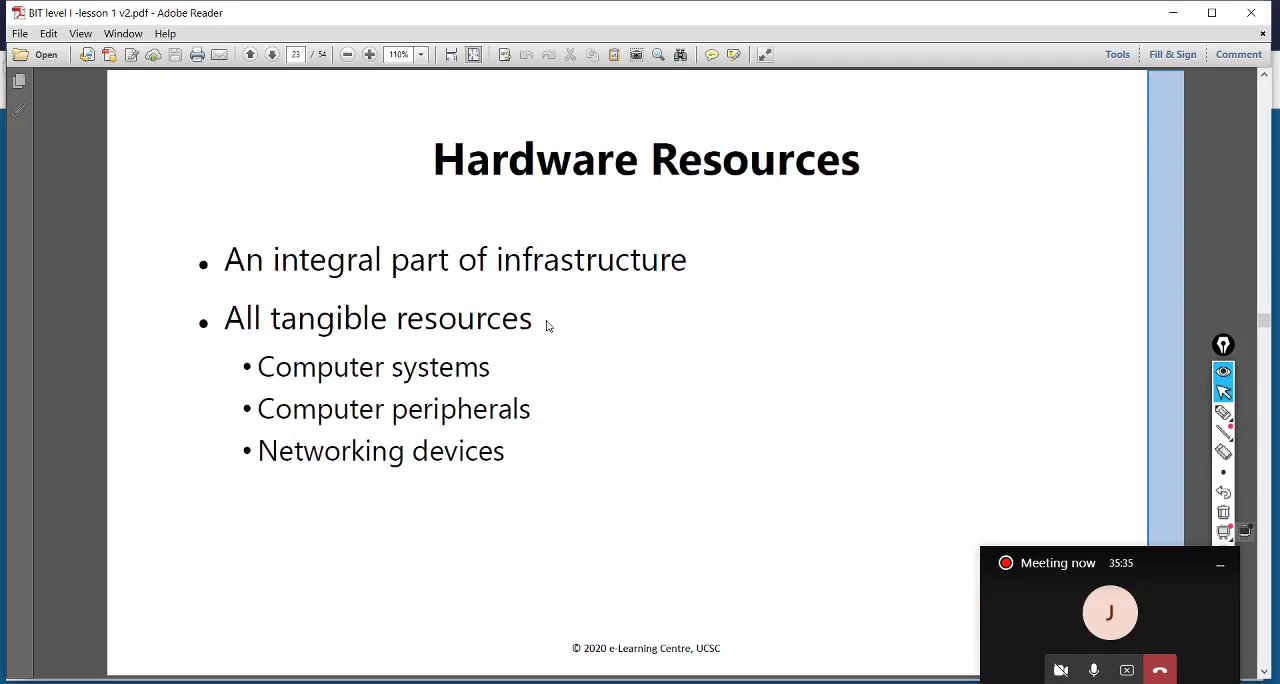 BIT level I -lesson 1 v2.pdf - Adobe Reader
File Edit View Window Help
Open 23 / 54 110% Tools Fill & Sign Comment
Hardware Resources
• An integral part of infrastructure
• All tangible resources
• Computer systems
• Computer peripherals
• Networking devices
Meeting now 35:35
J
© 2020 e-Learning Centre, UCSC